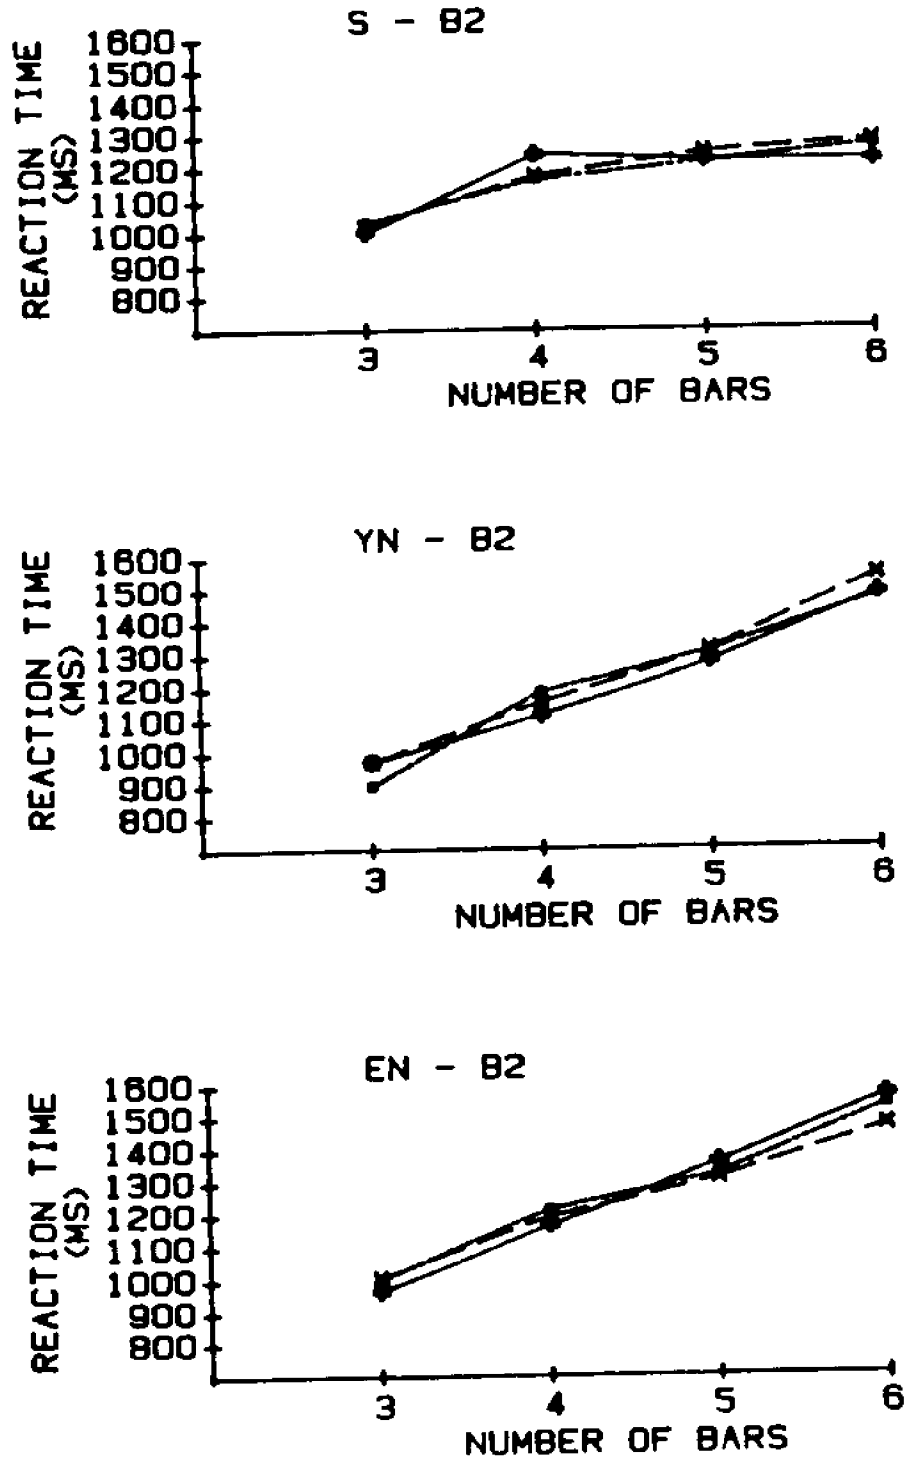 S - B2
REACTION TIME
(MS)
1600
1500
1400
1300
1200
1100
1000
900
800
3 4 5 6
NUMBER OF BARS
YN - B2
REACTION TIME
(MS)
1600
1500
1400
1300
1200
1100
1000
900
800
3 4 5 6
NUMBER OF BARS
EN - B2
REACTION TIME
(MS)
1600
1500
1400
1300
1200
1100
1000
900
800
3 4 5 6
NUMBER OF BARS